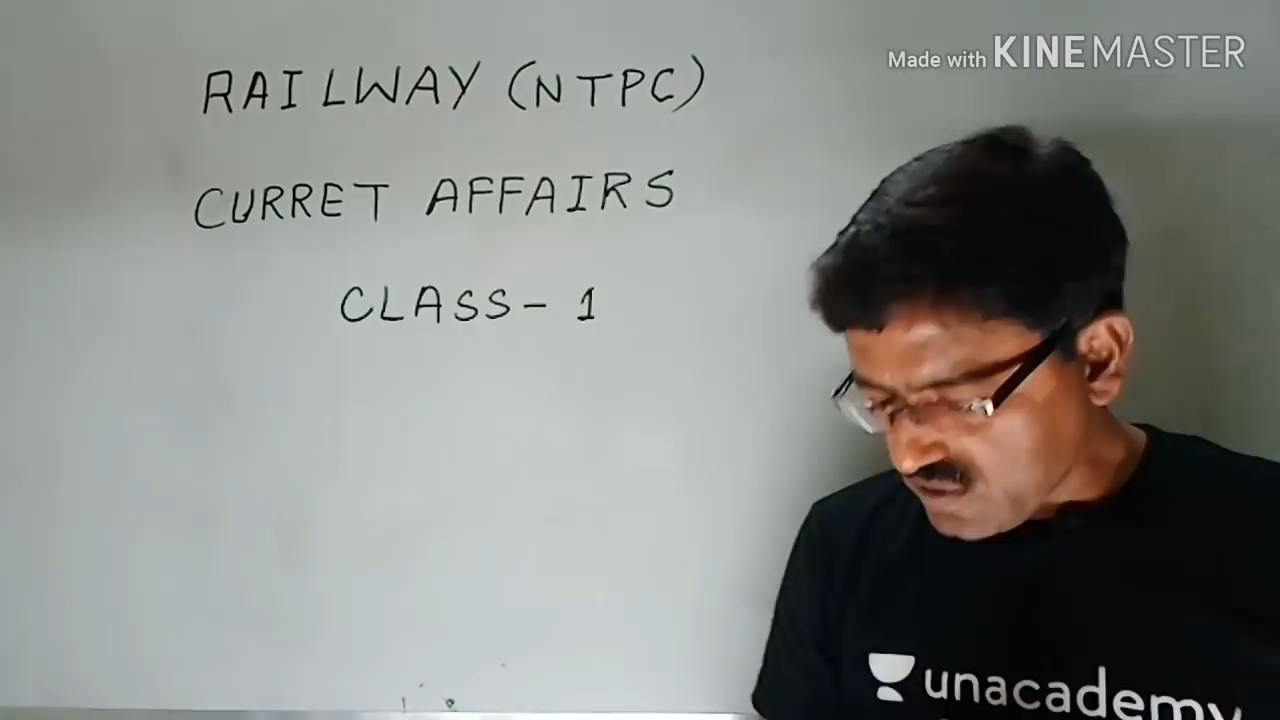 Made with KINEMASTER
RAILWAY (NTPC)
CURRET AFFAIRS
CLASS- 1
unacademy